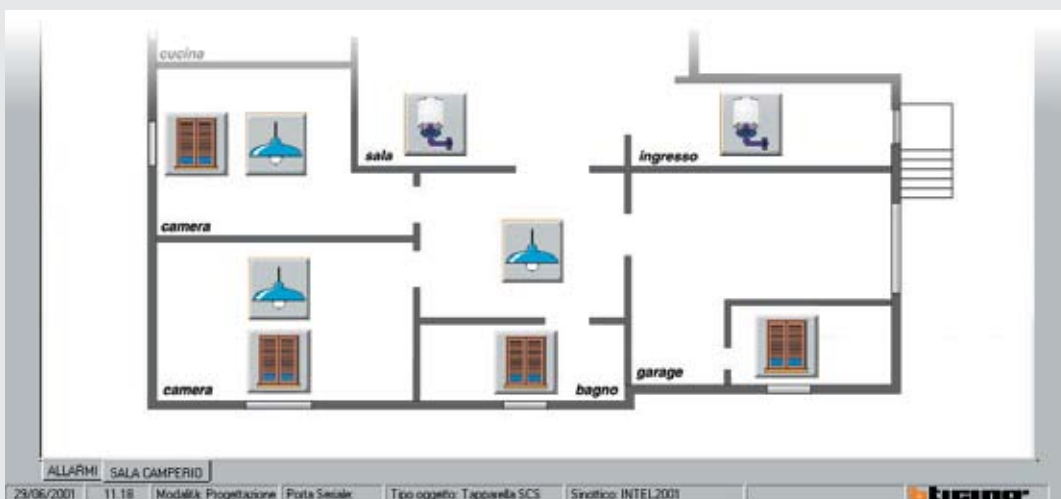 cucina
sala
ingresso
camera
camera
bagno
garage
ALLARMI
SALA CAMPERIO
29/06/2001
11.18
Modalità: Progettazione
Porta Seriale:
Tipo oggetto: Tapparella SCS
Sinottico: INTEL2001
bticino